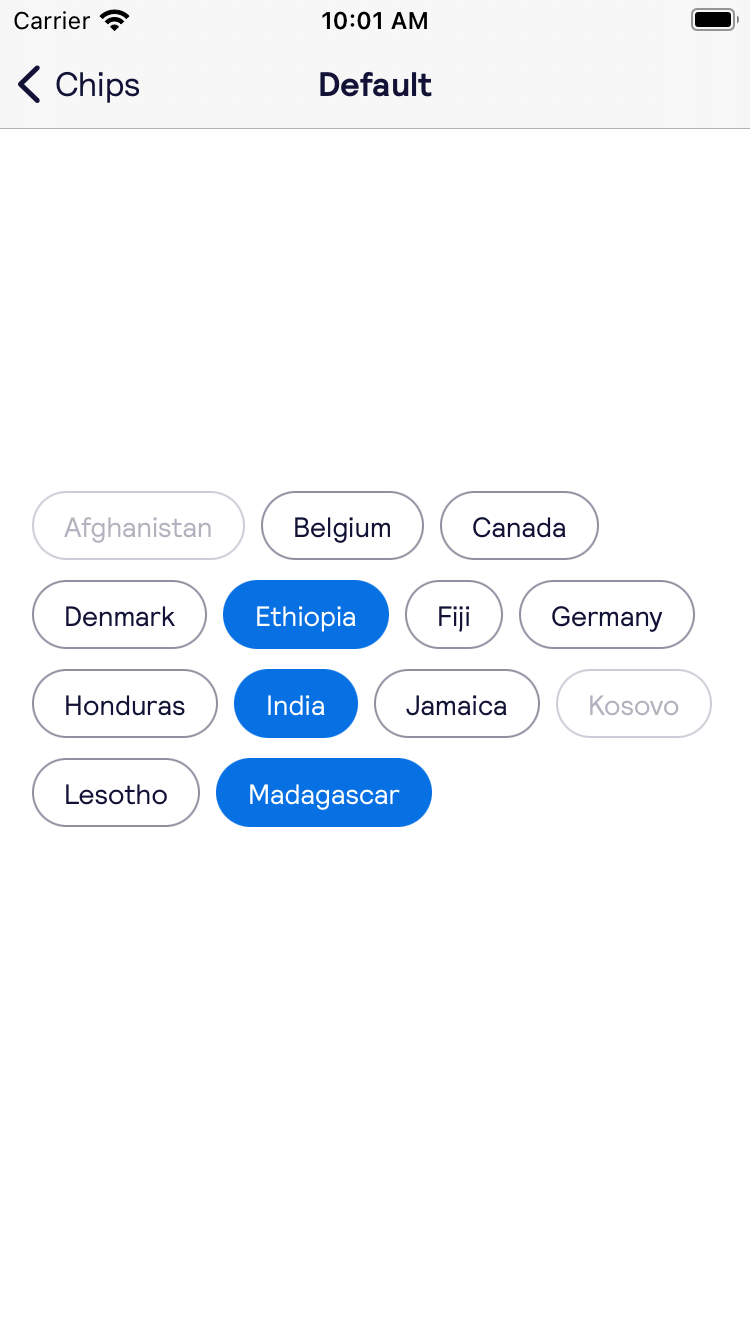 Carrier 10:01 AM
Chips Default
Afghanistan Belgium Canada
Denmark Ethiopia Fiji Germany
Honduras India Jamaica Kosovo
Lesotho Madagascar